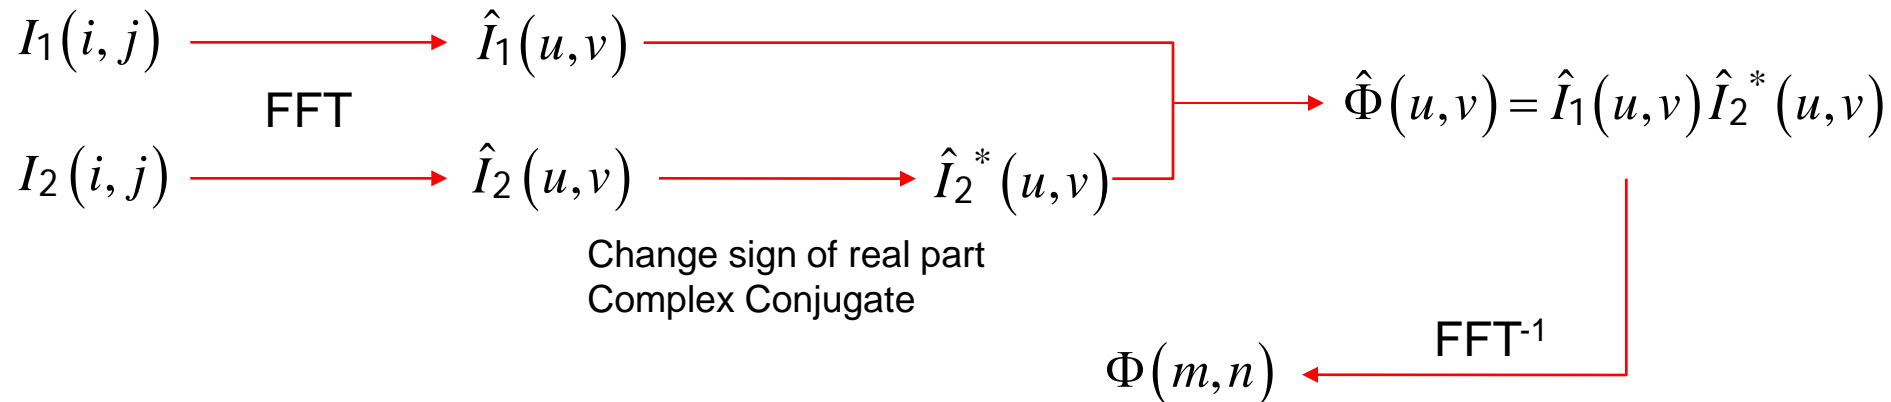 I1(i, j)
Î1(u,v)
FFT
Φ̂(u,v) = Î1(u,v)Î2*(u,v)
I2(i, j)
Î2(u,v)
Î2*(u,v)
Change sign of real part
Complex Conjugate
FFT-1
Φ(m,n)